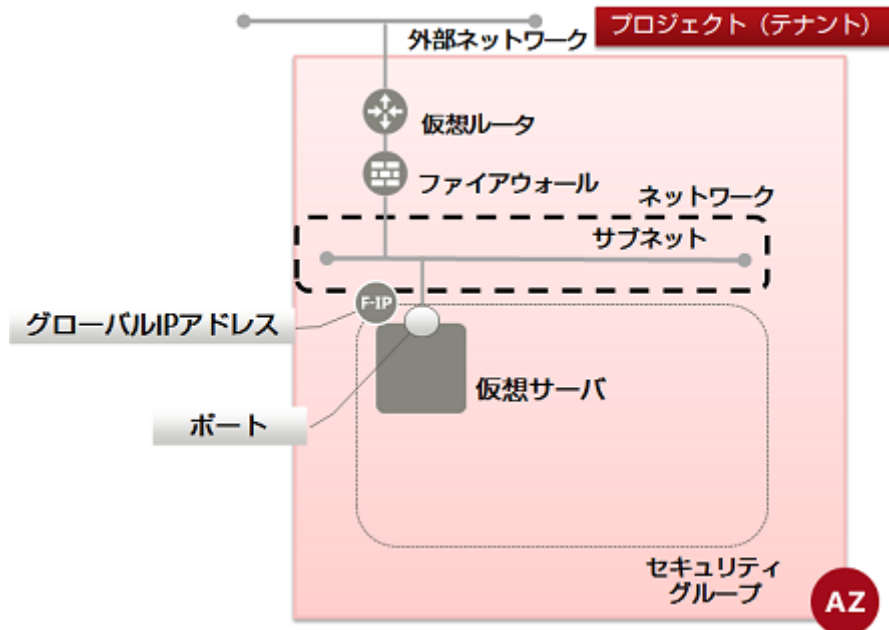 プロジェクト（テナント）
外部ネットワーク
仮想ルータ
ファイアウォール
ネットワーク
サブネット
F-IP
グローバルIPアドレス
仮想サーバ
ポート
セキュリティ
グループ
AZ